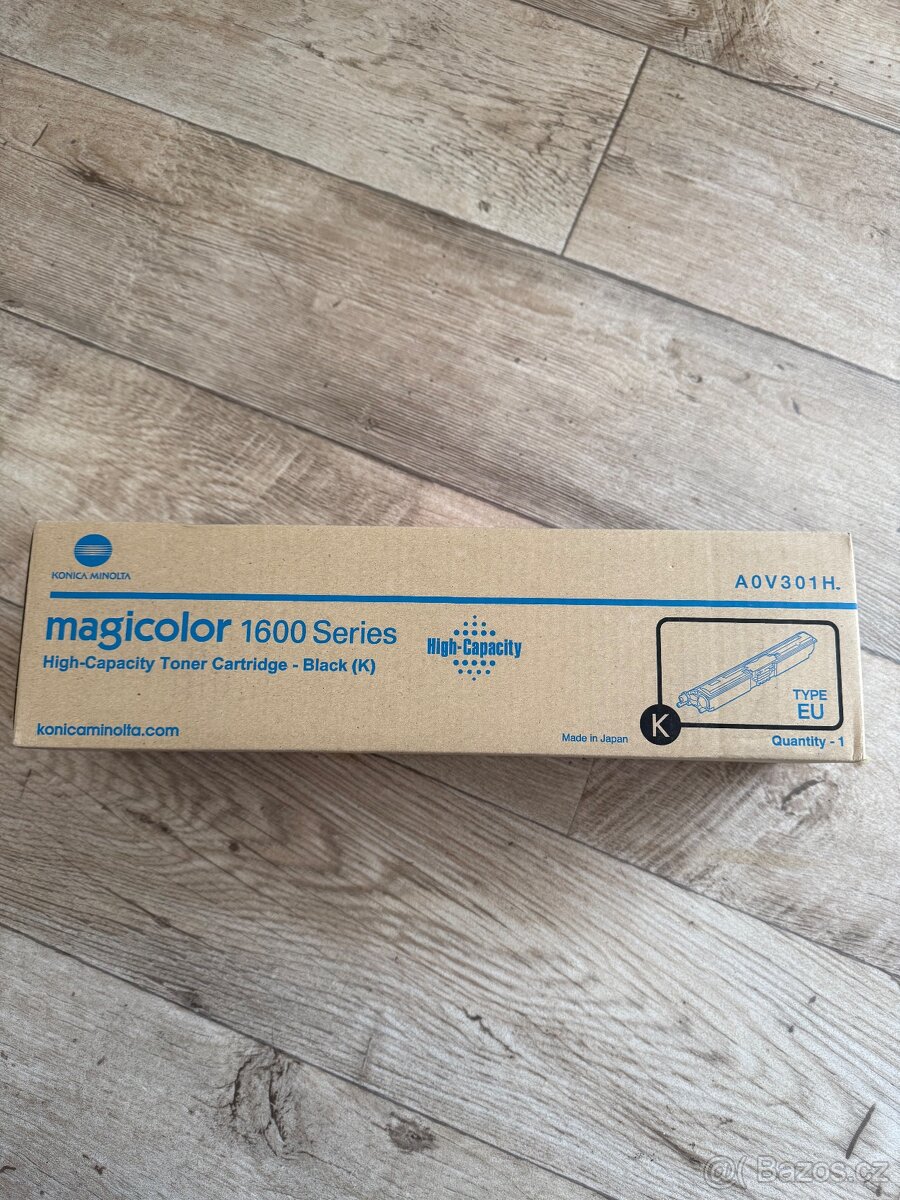 KONICA MINOLTA
A0V301H
magicolor 1600 Series
High-Capacity Toner Cartridge - Black (K)
High-Capacity
K
TYPE
EU
konicaminolta.com
Made in Japan
Quantity - 1
@( Bazos.cz